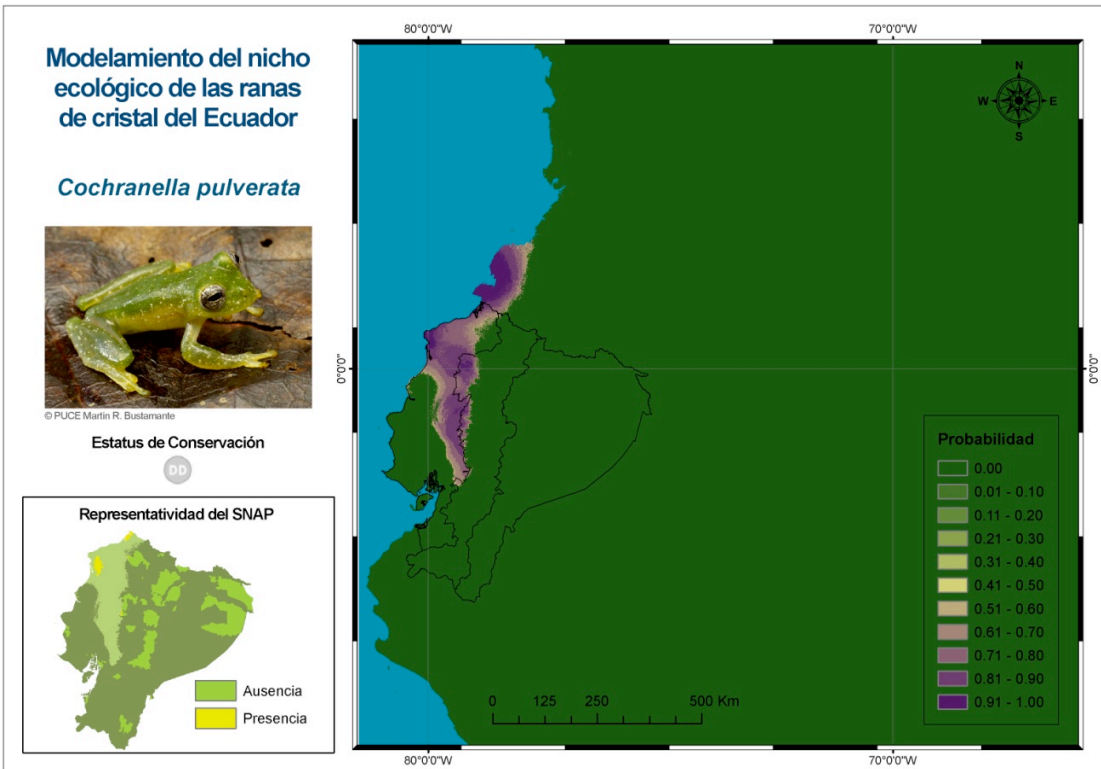 Modelamiento del nicho
ecológico de las ranas
de cristal del Ecuador
Cochranella pulverata
© PUCE Martín R. Bustamante
Estatus de Conservación
DD
Representatividad del SNAP
Ausencia
Presencia
80°0'0"W
70°0'0"W
N
W
E
S
0°0'0"
0°0'0"
Probabilidad
0.00
0.01 - 0.10
0.11 - 0.20
0.21 - 0.30
0.31 - 0.40
0.41 - 0.50
0.51 - 0.60
0.61 - 0.70
0.71 - 0.80
0.81 - 0.90
0.91 - 1.00
0 125 250 500 Km
80°0'0"W
70°0'0"W